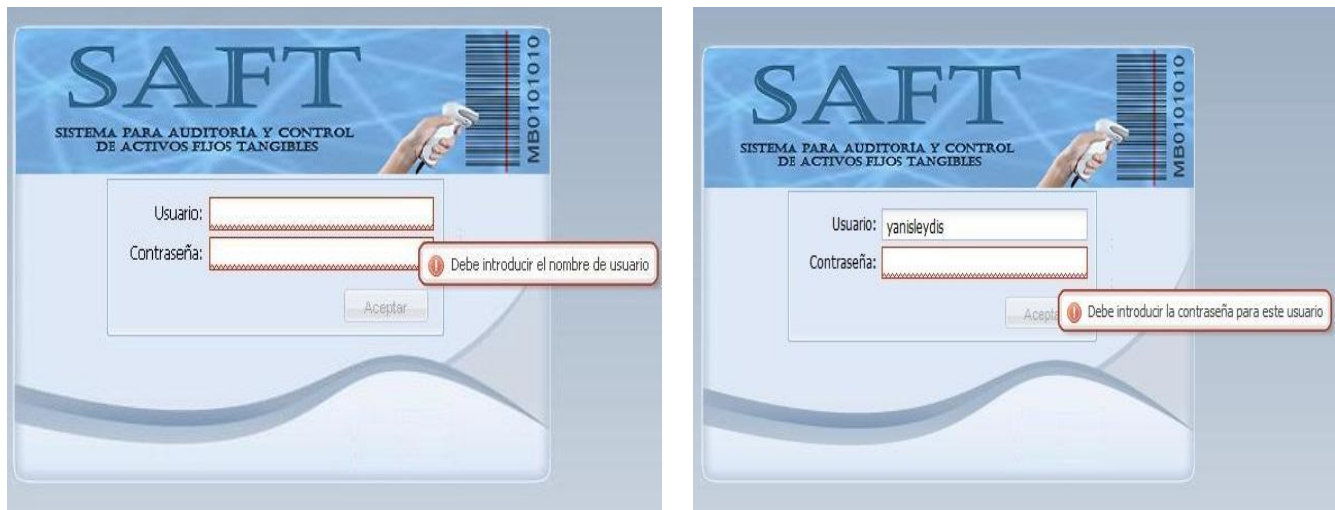 SAFT
SISTEMA PARA AUDITORÍA Y CONTROL
DE ACTIVOS FIJOS TANGIBLES
MB0101010
Usuario:
Contraseña:
Debe introducir el nombre de usuario
Aceptar
SAFT
SISTEMA PARA AUDITORÍA Y CONTROL
DE ACTIVOS FIJOS TANGIBLES
MB0101010
Usuario: yanisleydis
Contraseña:
Acepta
Debe introducir la contraseña para este usuario